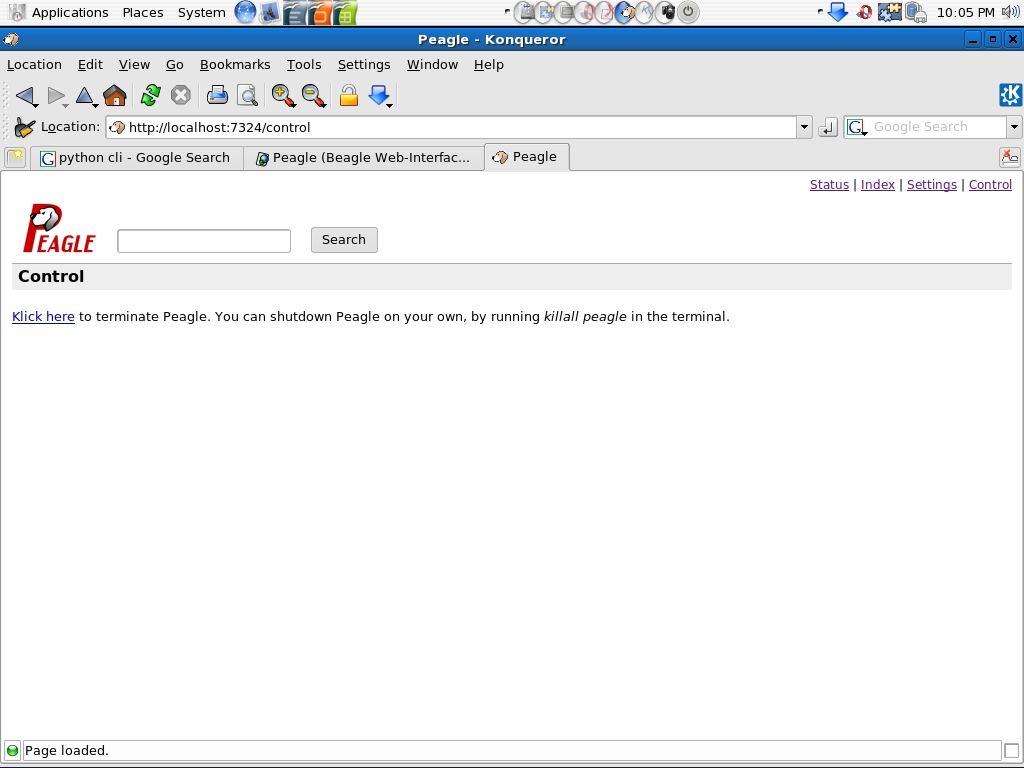 Applications Places System 10:05 PM
Peagle - Konqueror
Location Edit View Go Bookmarks Tools Settings Window Help
Location: http://localhost:7324/control Google Search
python cli - Google Search Peagle (Beagle Web-Interfac... Peagle
Status | Index | Settings | Control
PEAGLE Search
Control
Klick here to terminate Peagle. You can shutdown Peagle on your own, by running killall peagle in the terminal.
Page loaded.